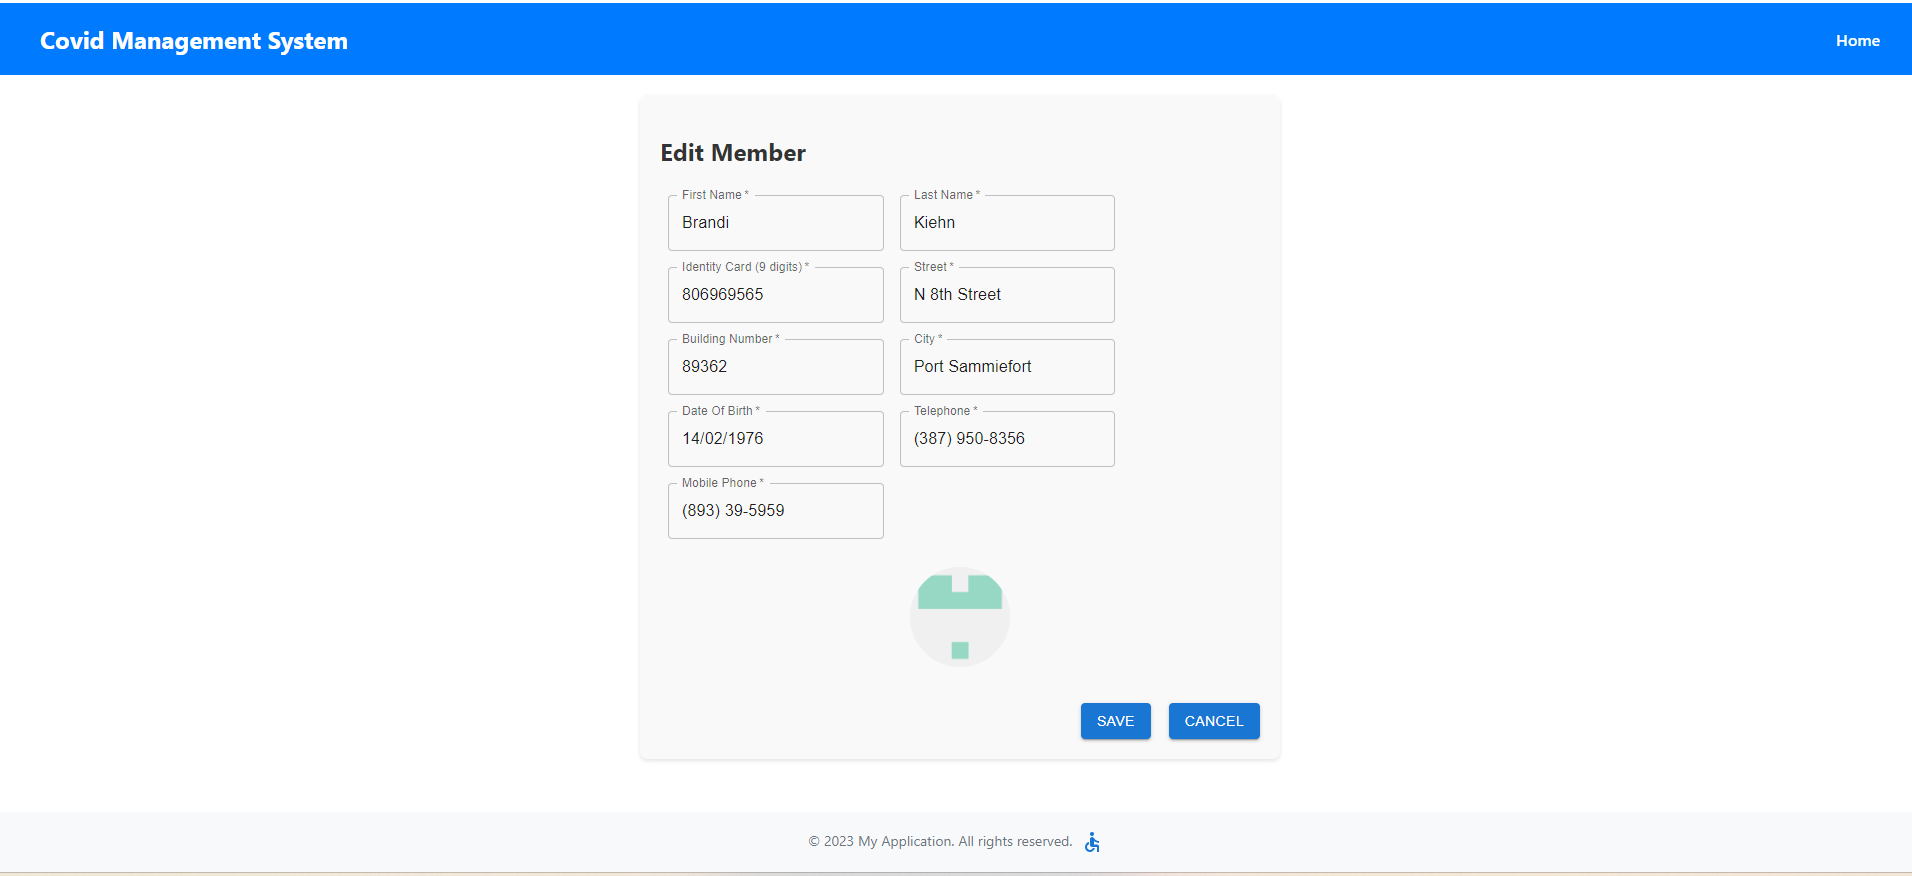 Covid Management System
Home
Edit Member
First Name *
Last Name *
Brandi
Kiehn
Identity Card (9 digits) *
Street *
806969565
N 8th Street
Building Number *
City *
89362
Port Sammiefort
Date Of Birth *
Telephone *
14/02/1976
(387) 950-8356
Mobile Phone *
(893) 39-5959
SAVE
CANCEL
© 2023 My Application. All rights reserved.